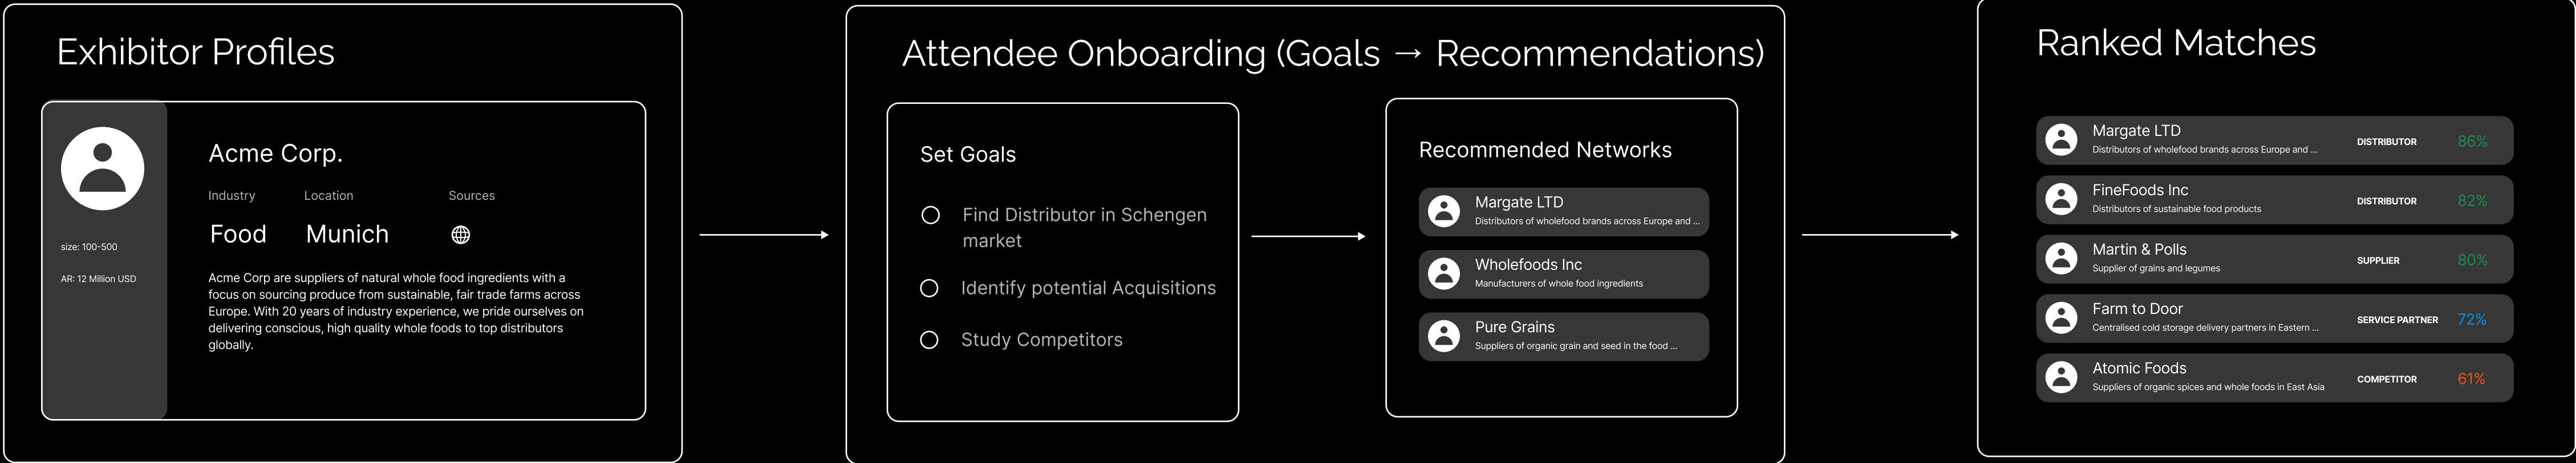 Exhibitor Profiles
Acme Corp.
Industry
Location
Sources
Food
Munich
size: 100-500
AR: 12 Million USD
Acme Corp are suppliers of natural whole food ingredients with a
focus on sourcing produce from sustainable, fair trade farms across
Europe. With 20 years of industry experience, we pride ourselves on
delivering conscious, high quality whole foods to top distributors
globally.
Attendee Onboarding (Goals → Recommendations)
Set Goals
Find Distributor in Schengen
market
Identify potential Acquisitions
Study Competitors
Recommended Networks
Margate LTD
Distributors of wholefood brands across Europe and ...
Wholefoods Inc
Manufacturers of whole food ingredients
Pure Grains
Suppliers of organic grain and seed in the food ...
Ranked Matches
Margate LTD
Distributors of wholefood brands across Europe and ...
DISTRIBUTOR
86%
FineFoods Inc
Distributors of sustainable food products
DISTRIBUTOR
82%
Martin & Polls
Supplier of grains and legumes
SUPPLIER
80%
Farm to Door
Centralised cold storage delivery partners in Eastern ...
SERVICE PARTNER
72%
Atomic Foods
Suppliers of organic spices and whole foods in East Asia
COMPETITOR
61%